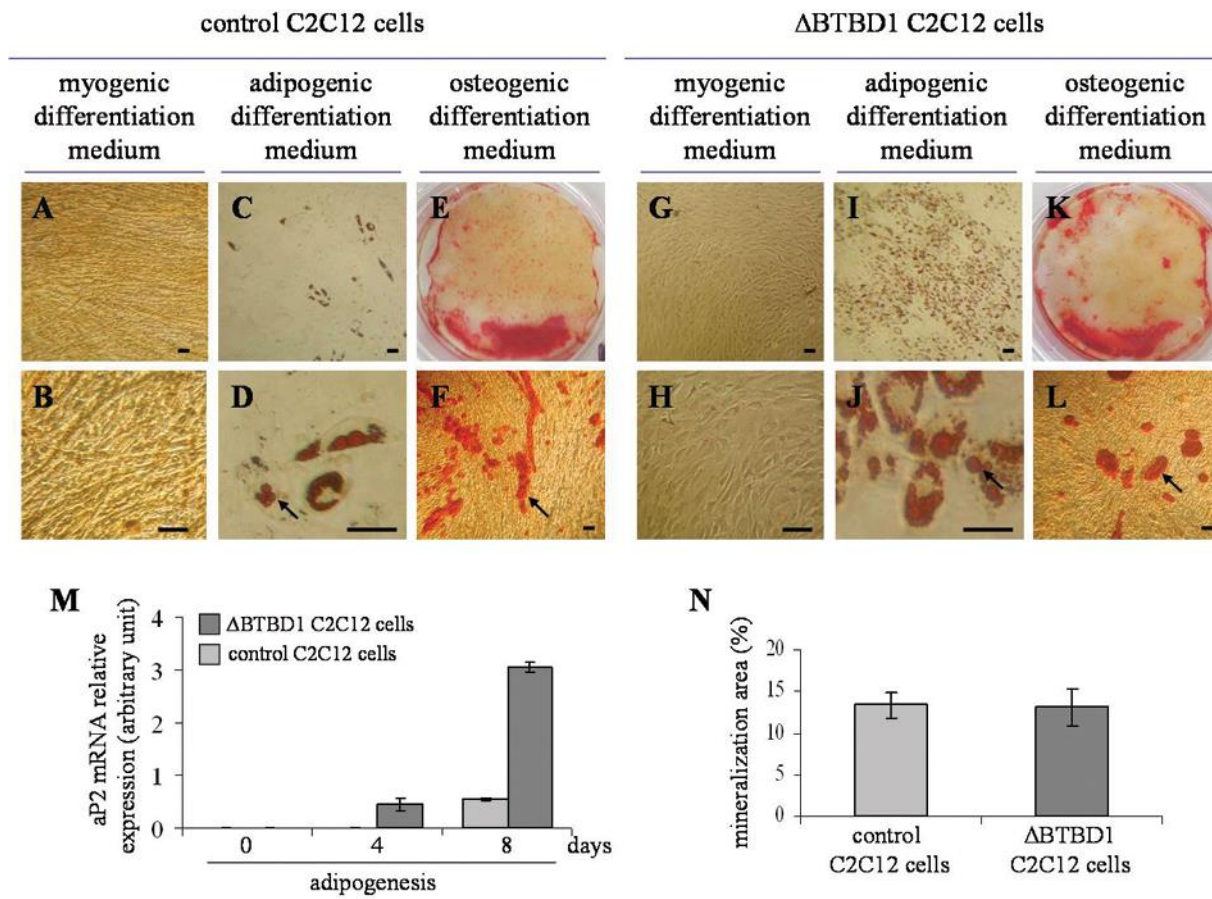 control C2C12 cells
ΔBTBD1 C2C12 cells
myogenic
differentiation
medium
adipogenic
differentiation
medium
osteogenic
differentiation
medium
myogenic
differentiation
medium
adipogenic
differentiation
medium
osteogenic
differentiation
medium
A
C
E
G
I
K
B
D
F
H
J
L
M
aP2 mRNA relative
expression (arbitrary unit)
4
3
2
1
0
ΔBTBD1 C2C12 cells
control C2C12 cells
0 4 8 days
adipogenesis
N
mineralization area (%)
20
15
10
5
0
control
C2C12 cells
ΔBTBD1
C2C12 cells